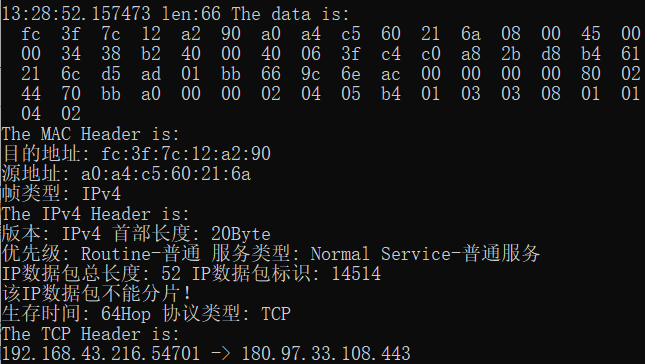 13:28:52.157473 len:66 The data is:
fc 3f 7c 12 a2 90 a0 a4 c5 60 21 6a 08 00 45 00
00 34 38 b2 40 00 40 06 3f c4 c0 a8 2b d8 b4 61
21 6c d5 ad 01 bb 66 9c 6e ac 00 00 00 00 80 02
44 70 bb a0 00 00 02 04 05 b4 01 03 03 08 01 01
04 02
The MAC Header is:
目的地址: fc:3f:7c:12:a2:90
源地址: a0:a4:c5:60:21:6a
帧类型: IPv4
The IPv4 Header is:
版本: IPv4 首部长度: 20Byte
优先级: Routine-普通 服务类型: Normal Service-普通服务
IP数据包总长度: 52 IP数据包标识: 14514
该IP数据包不能分片!
生存时间: 64Hop 协议类型: TCP
The TCP Header is:
192.168.43.216.54701 -> 180.97.33.108.443